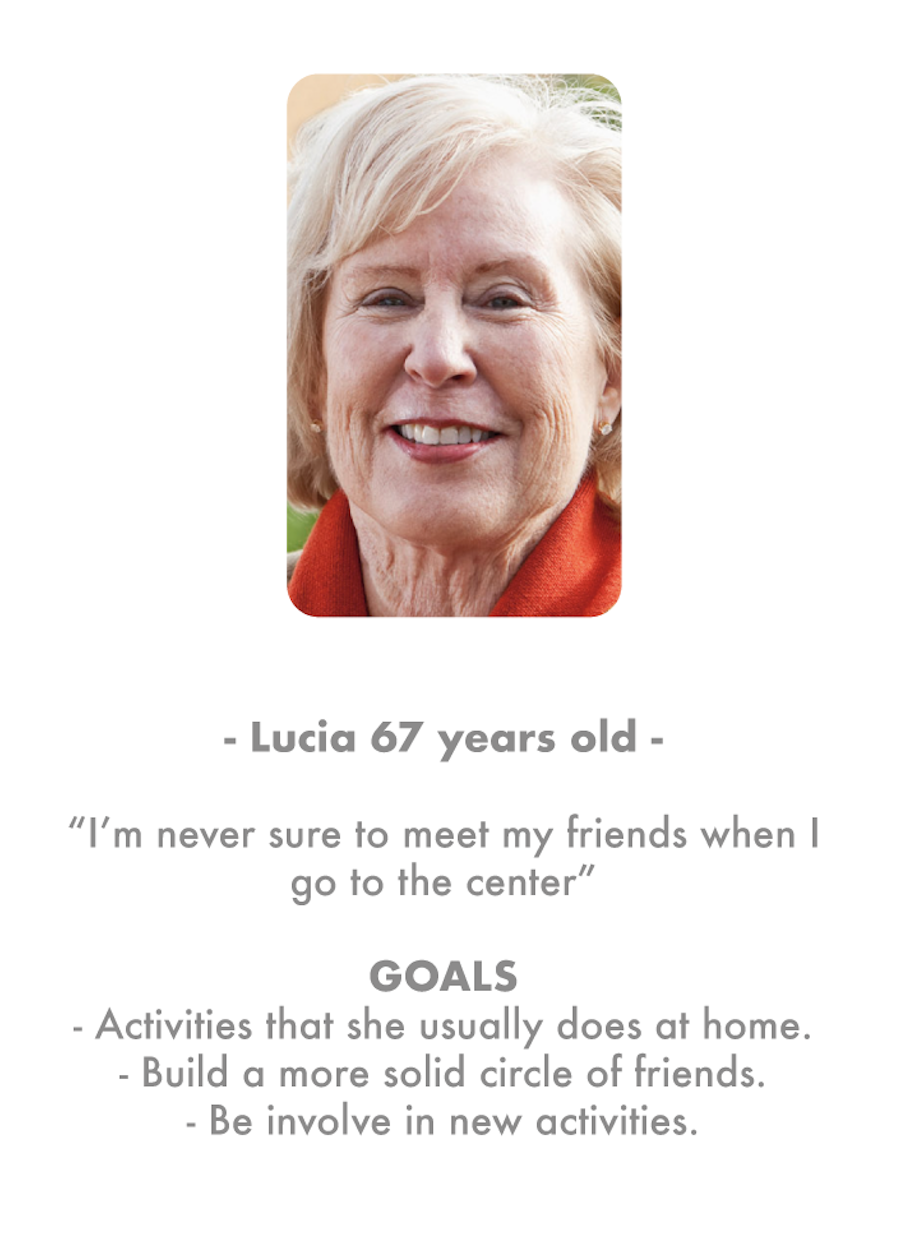 - Lucia 67 years old -
“I’m never sure to meet my friends when I
go to the center”
GOALS
- Activities that she usually does at home.
- Build a more solid circle of friends.
- Be involve in new activities.